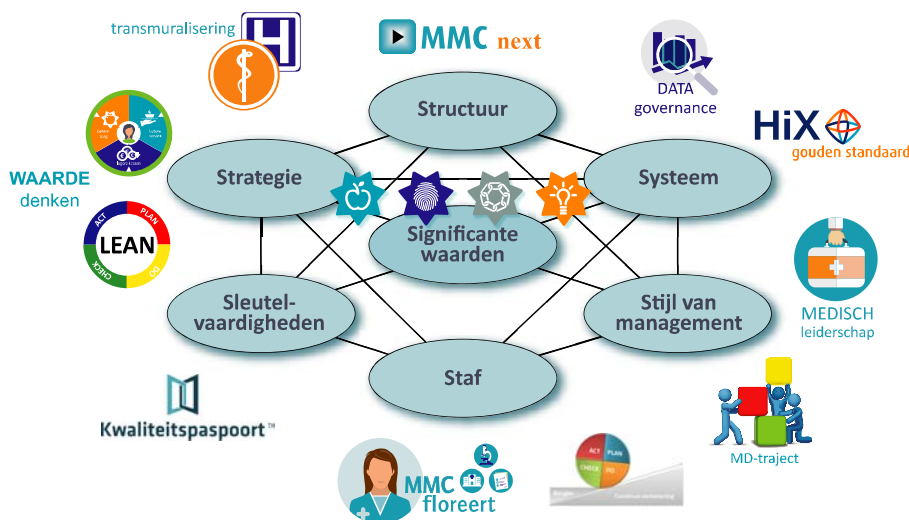 transmuralisering
H
MMC next
DATA
governance
HiX
gouden standaard
WAARDE
denken
Structuur
Strategie
Systeem
Significante
waarden
ACT
PLAN
LEAN
CHECK
DO
Sleutel-
vaardigheden
Stijl van
management
MEDISCH
leiderschap
Staf
Kwaliteitspaspoort™
MMC
floreert
ACT
PLAN
CHECK
DO
MD-traject